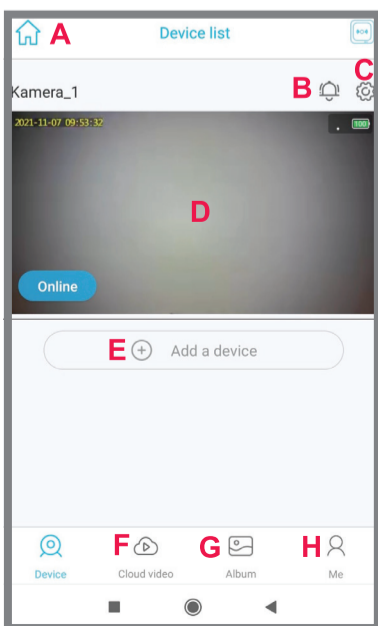 A Device list
C
Kamera_1 B
2021-11-07 09:53:32 100
D
Online
E Add a device
F G H
Device Cloud video Album Me